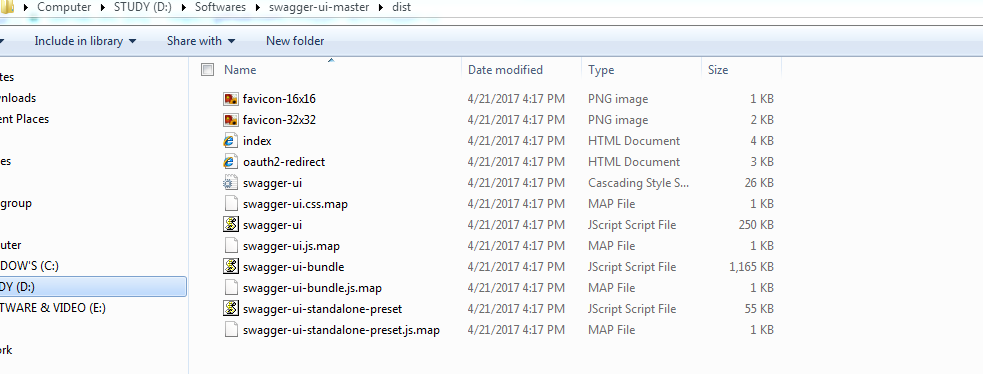 Computer STUDY (D:) Softwares swagger-ui-master dist
Include in library Share with New folder
Name Date modified Type Size
tes
wnloads
ent Places
es
group
uter
DOW'S (C:)
DY (D:)
TWARE & VIDEO (E:)
ork
favicon-16x16 4/21/2017 4:17 PM PNG image 1 KB
favicon-32x32 4/21/2017 4:17 PM PNG image 2 KB
index 4/21/2017 4:17 PM HTML Document 4 KB
oauth2-redirect 4/21/2017 4:17 PM HTML Document 3 KB
swagger-ui 4/21/2017 4:17 PM Cascading Style S... 26 KB
swagger-ui.css.map 4/21/2017 4:17 PM MAP File 1 KB
swagger-ui 4/21/2017 4:17 PM JScript Script File 250 KB
swagger-ui.js.map 4/21/2017 4:17 PM MAP File 1 KB
swagger-ui-bundle 4/21/2017 4:17 PM JScript Script File 1,165 KB
swagger-ui-bundle.js.map 4/21/2017 4:17 PM MAP File 1 KB
swagger-ui-standalone-preset 4/21/2017 4:17 PM JScript Script File 55 KB
swagger-ui-standalone-preset.js.map 4/21/2017 4:17 PM MAP File 1 KB